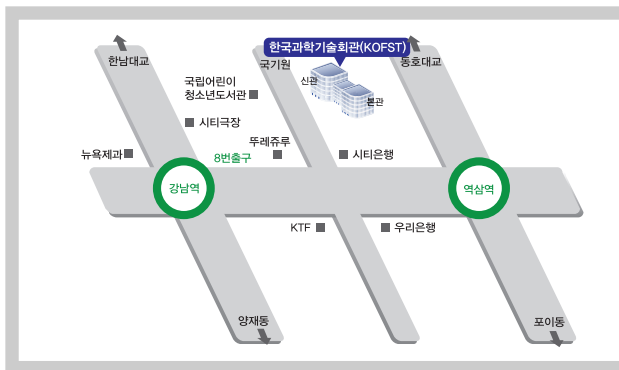 한국과학기술회관(KOFST)
한남대교
국기원
동호대교
신관
본관
국립어린이
청소년도서관
시티극장
뚜레쥬루
뉴욕제과
8번출구
시티은행
강남역
역삼역
KTF
우리은행
양재동
포이동